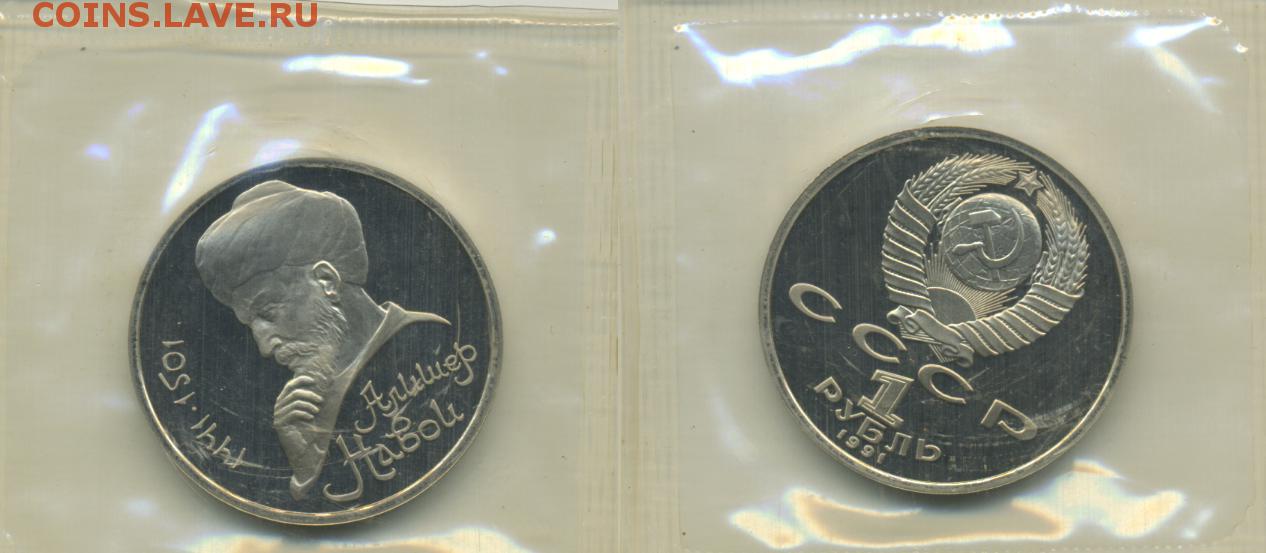 COINS.LAVE.RU
1441·1501
Алишер
Навои
СССР
1
РУБЛЬ
1991